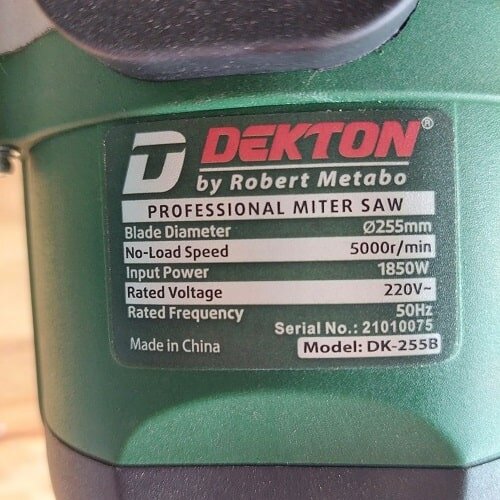 DEKTON®
by Robert Metabo
PROFESSIONAL MITER SAW
Blade Diameter Ø255mm
No-Load Speed 5000r/min
Input Power 1850W
Rated Voltage 220V~
Rated Frequency 50Hz
Serial No.: 21010075
Made in China Model: DK-255B